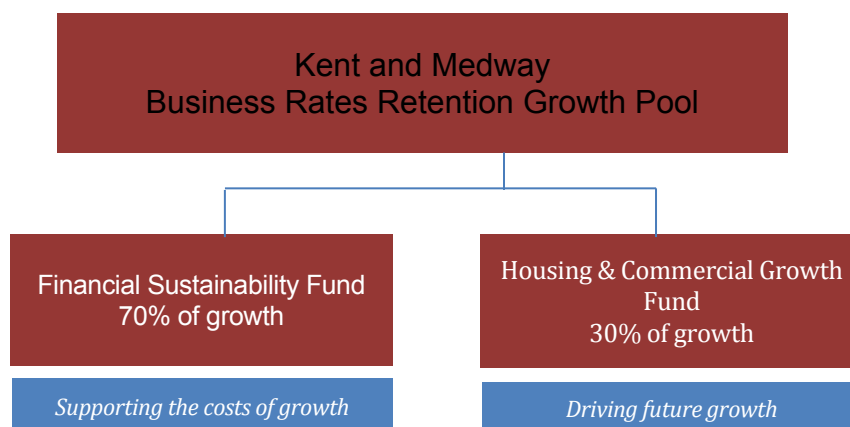 Kent and Medway
Business Rates Retention Growth Pool
Financial Sustainability Fund
70% of growth
Housing & Commercial Growth
Fund
30% of growth
Supporting the costs of growth
Driving future growth